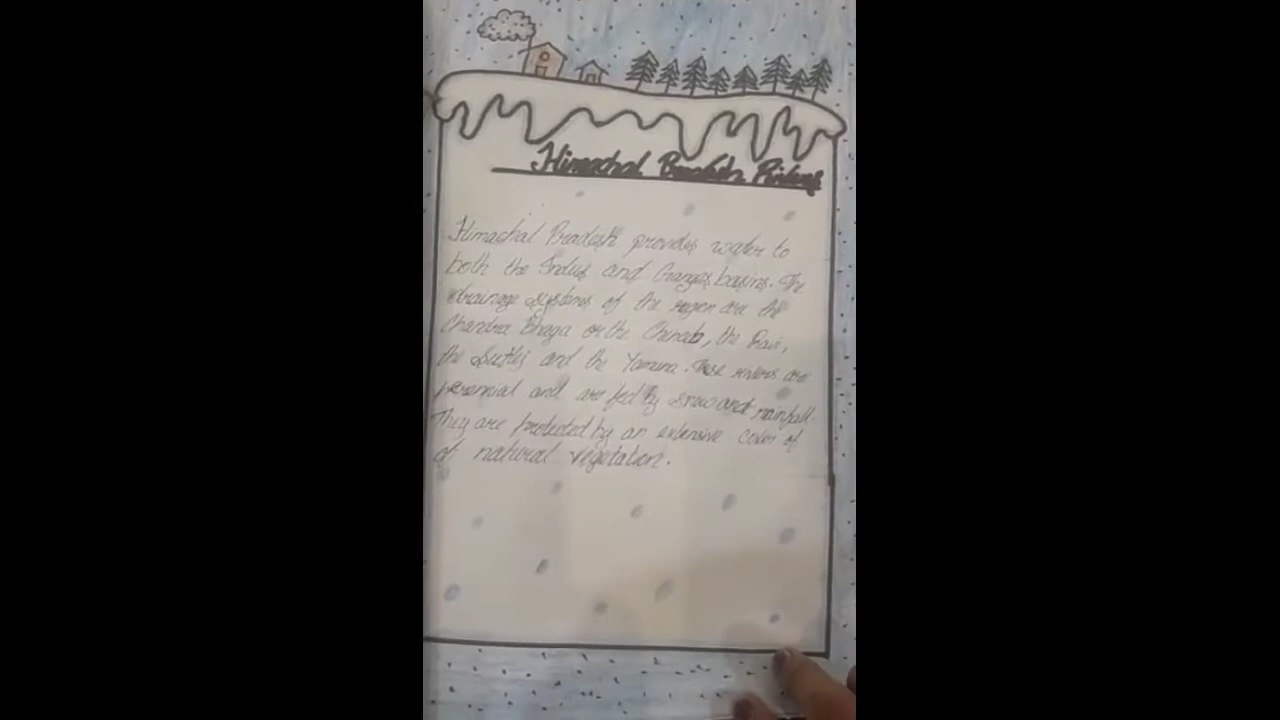 Himachal Pradesh Rivers
Himachal Pradesh provides water to
both the Indus and Ganges basins. The
drainage systems of the region are the
Chandra Bhaga or the Chenab, the Ravi,
the Sutlej and the Yamuna. These rivers are
perennial and are fed by snow and rainfall.
They are protected by an extensive cover of
of natural vegetation.